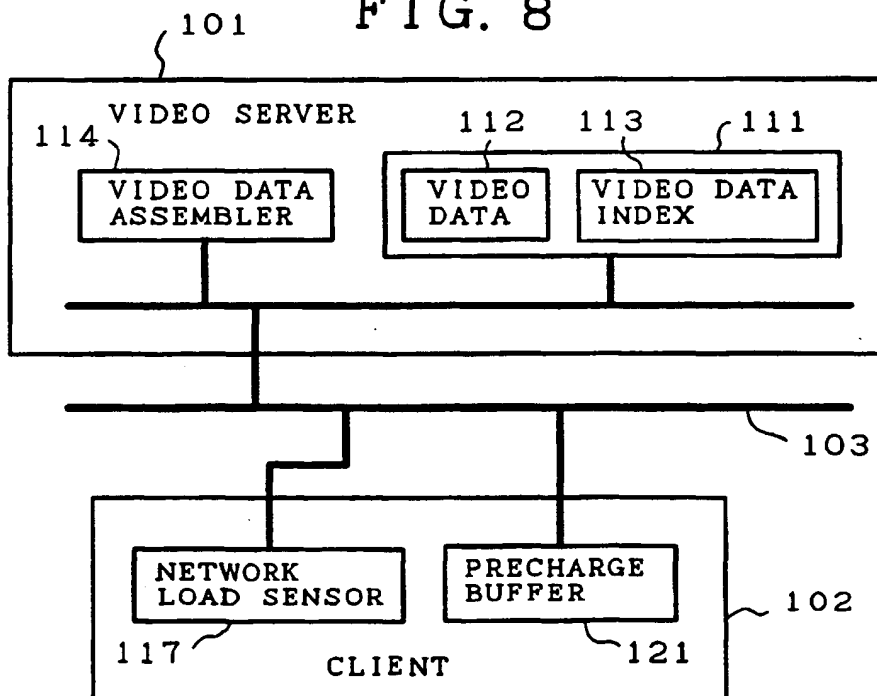 FIG. 8
101
VIDEO SERVER
114
112
113
111
VIDEO DATA
ASSEMBLER
VIDEO
DATA
VIDEO DATA
INDEX
103
NETWORK
LOAD SENSOR
PRECHARGE
BUFFER
102
117
121
CLIENT